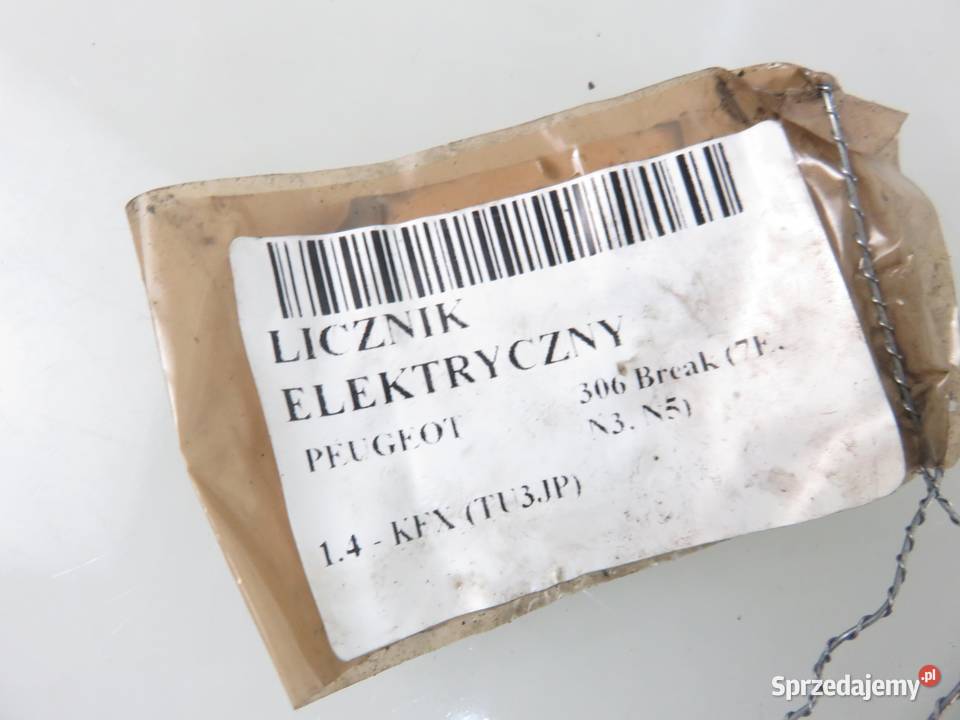 LICZNIK
ELEKTRYCZNY
PEUGEOT 306 Break (7E,
N3, N5)
1.4 - KFX (TU3JP)
Sprzedajemy.pl